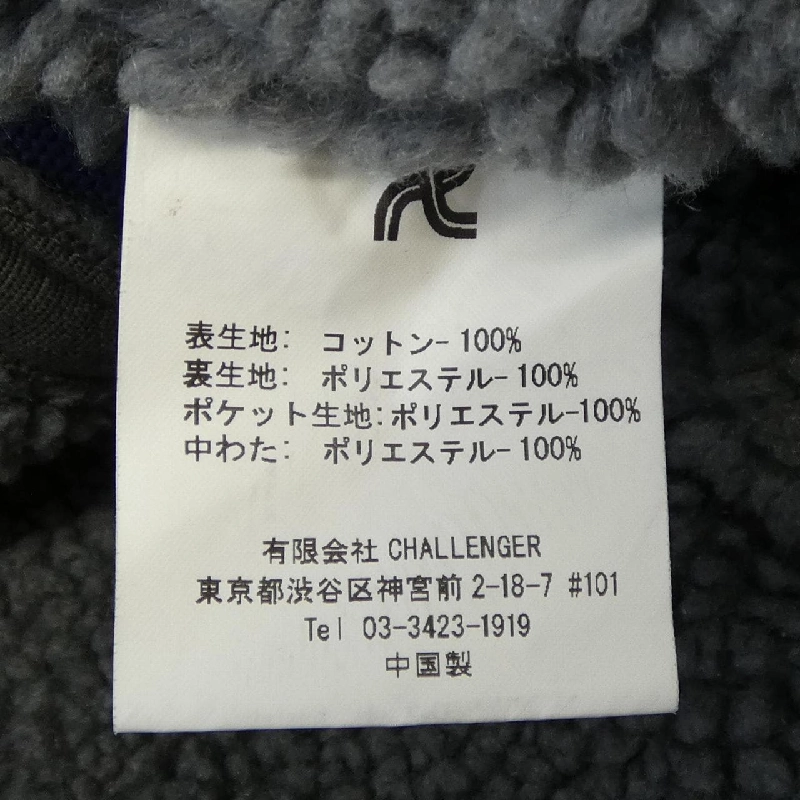 表生地: コットン-100%
裏生地: ポリエステル-100%
ポケット生地:ポリエステル-100%
中わた: ポリエステル-100%
有限会社 CHALLENGER
東京都渋谷区神宮前 2-18-7 #101
Tel 03-3423-1919
中国製